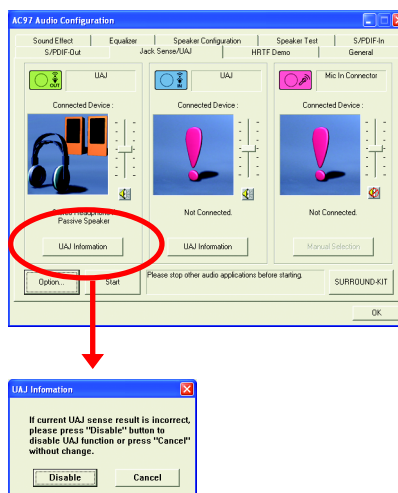 AC97 Audio Configuration
Sound Effect
Equalizer
Speaker Configuration
Speaker Test
S/PDIF-In
S/PDIF-Out
Jack Sense/UAJ
HRTF Demo
General
OUT
UAJ
Connected Device :
Passive Speaker
UAJ Information
IN
UAJ
Connected Device :
Not Connected.
UAJ Information
Mic In Connector
Connected Device :
Not Connected.
Manual Selection
Option...
Start
Please stop other audio applications before starting.
SURROUND-KIT
OK
UAJ Infomation
If current UAJ sense result is incorrect,
please press "Disable" button to
disable UAJ function or press "Cancel"
without change.
Disable
Cancel